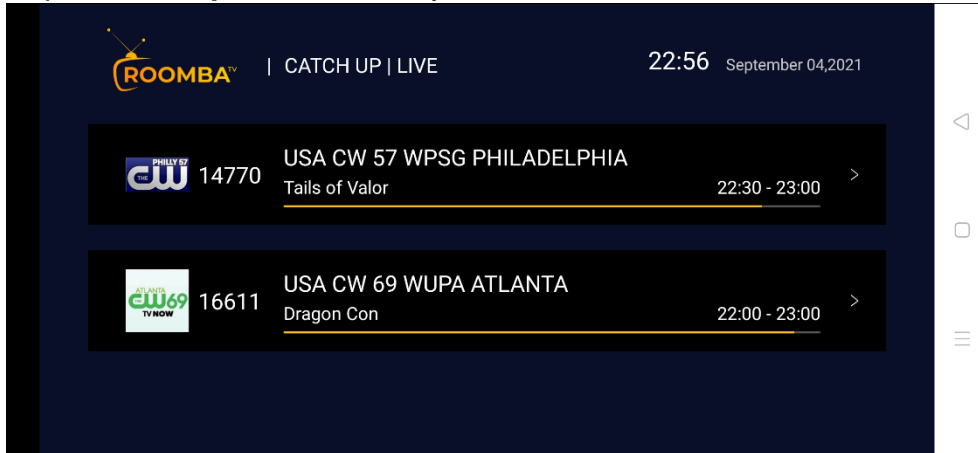 ROOMBA TV | CATCH UP | LIVE 22:56 September 04,2021
PHILLY 57
THE CW
14770
USA CW 57 WPSG PHILADELPHIA
Tails of Valor 22:30 - 23:00 >
ATLANTA
CW69
TV NOW
16611
USA CW 69 WUPA ATLANTA
Dragon Con 22:00 - 23:00 >